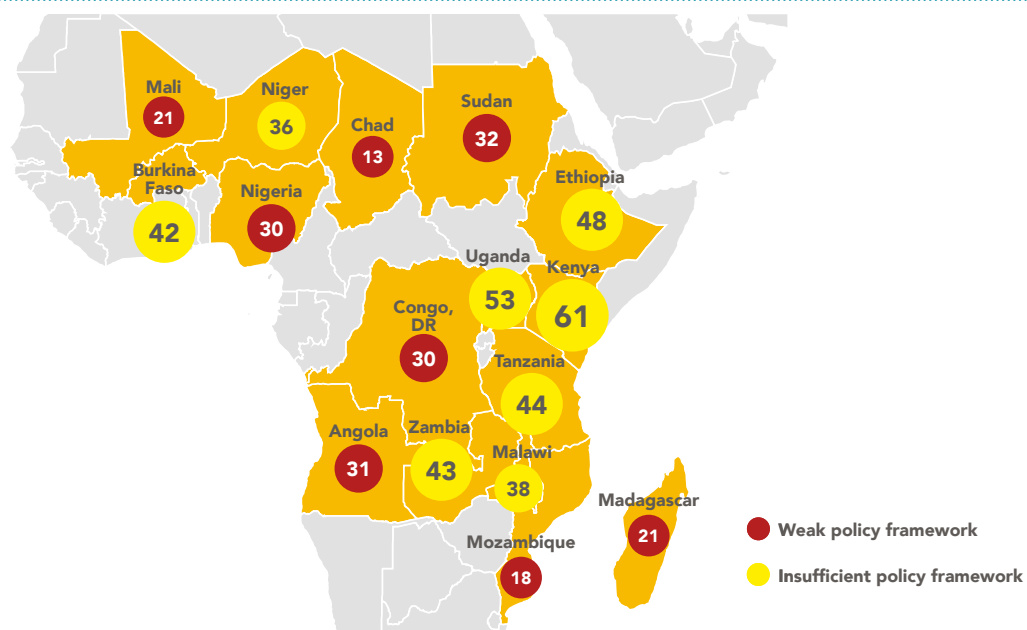 Mali
21
Niger
36
Chad
13
Sudan
32
Burkina
Faso
42
Nigeria
30
Ethiopia
48
Uganda
53
Kenya
61
Congo,
DR
30
Tanzania
44
Angola
31
Zambia
43
Malawi
38
Madagascar
21
Mozambique
18
Weak policy framework
Insufficient policy framework